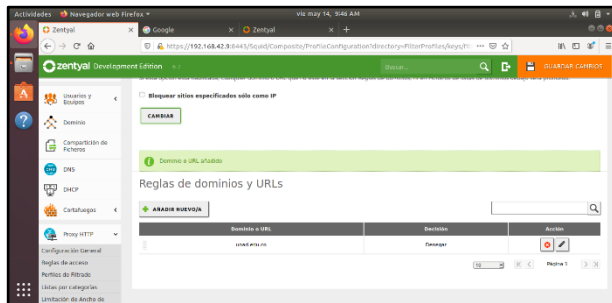 Actividades
Navegador web Firefox
vie may 14, 9:46 AM
Zentyal
Google
Zentyal
https://192.168.42.9:8443/Squid/Composite/ProfileConfiguration?directory=FilterProfiles/keys/
zentyal Development Edition
Buscar...
GUARDAR CAMBIOS
Usuarios y
Equipos
Dominio
Compartición de
Ficheros
DNS
DHCP
Cortafuegos
Proxy HTTP
Configuración General
Reglas de acceso
Perfiles de Filtrado
Listas por categorías
Limitación de Ancho de
Bloquear sitios especificados sólo como IP
CAMBIAR
Dominio o URL añadido
Reglas de dominios y URLs
AÑADIR NUEVO/A
Dominio o URL
Decisión
Acción
unad.edu.co
Denegar
10
Página 1